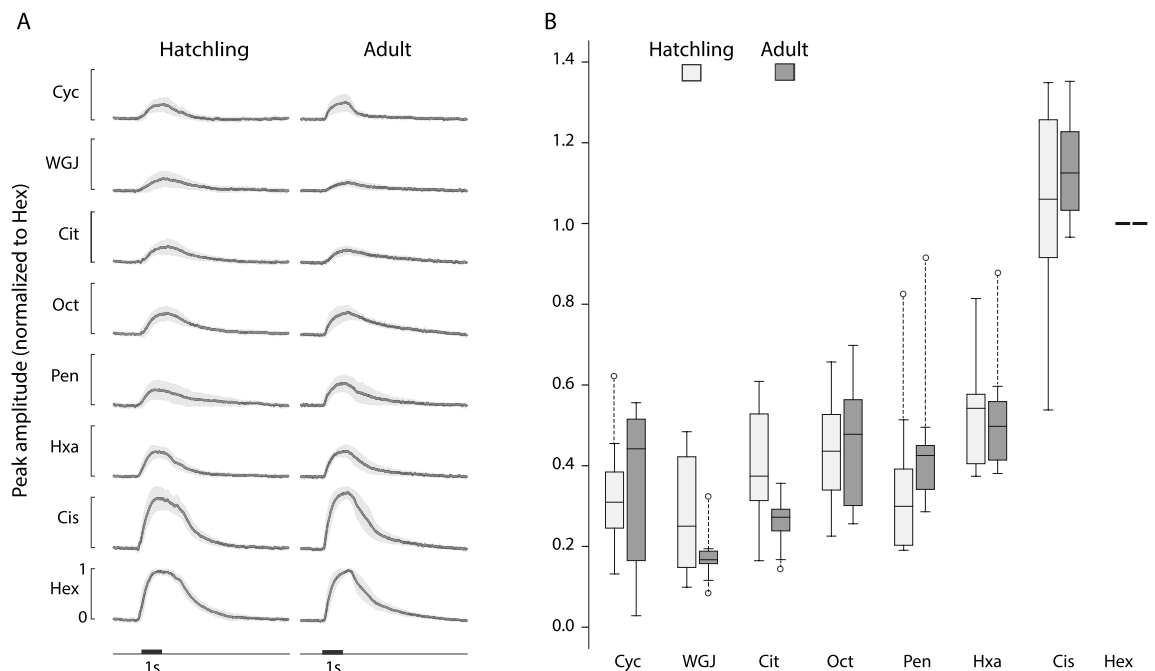 A
Hatchling
Adult
Peak amplitude (normalized to Hex)
Cyc
WGJ
Cit
Oct
Pen
Hxa
Cis
Hex
1
0
1s
1s
B
Hatchling
Adult
1.4
1.2
1.0
0.8
0.6
0.4
0.2
0.0
Cyc
WGJ
Cit
Oct
Pen
Hxa
Cis
Hex